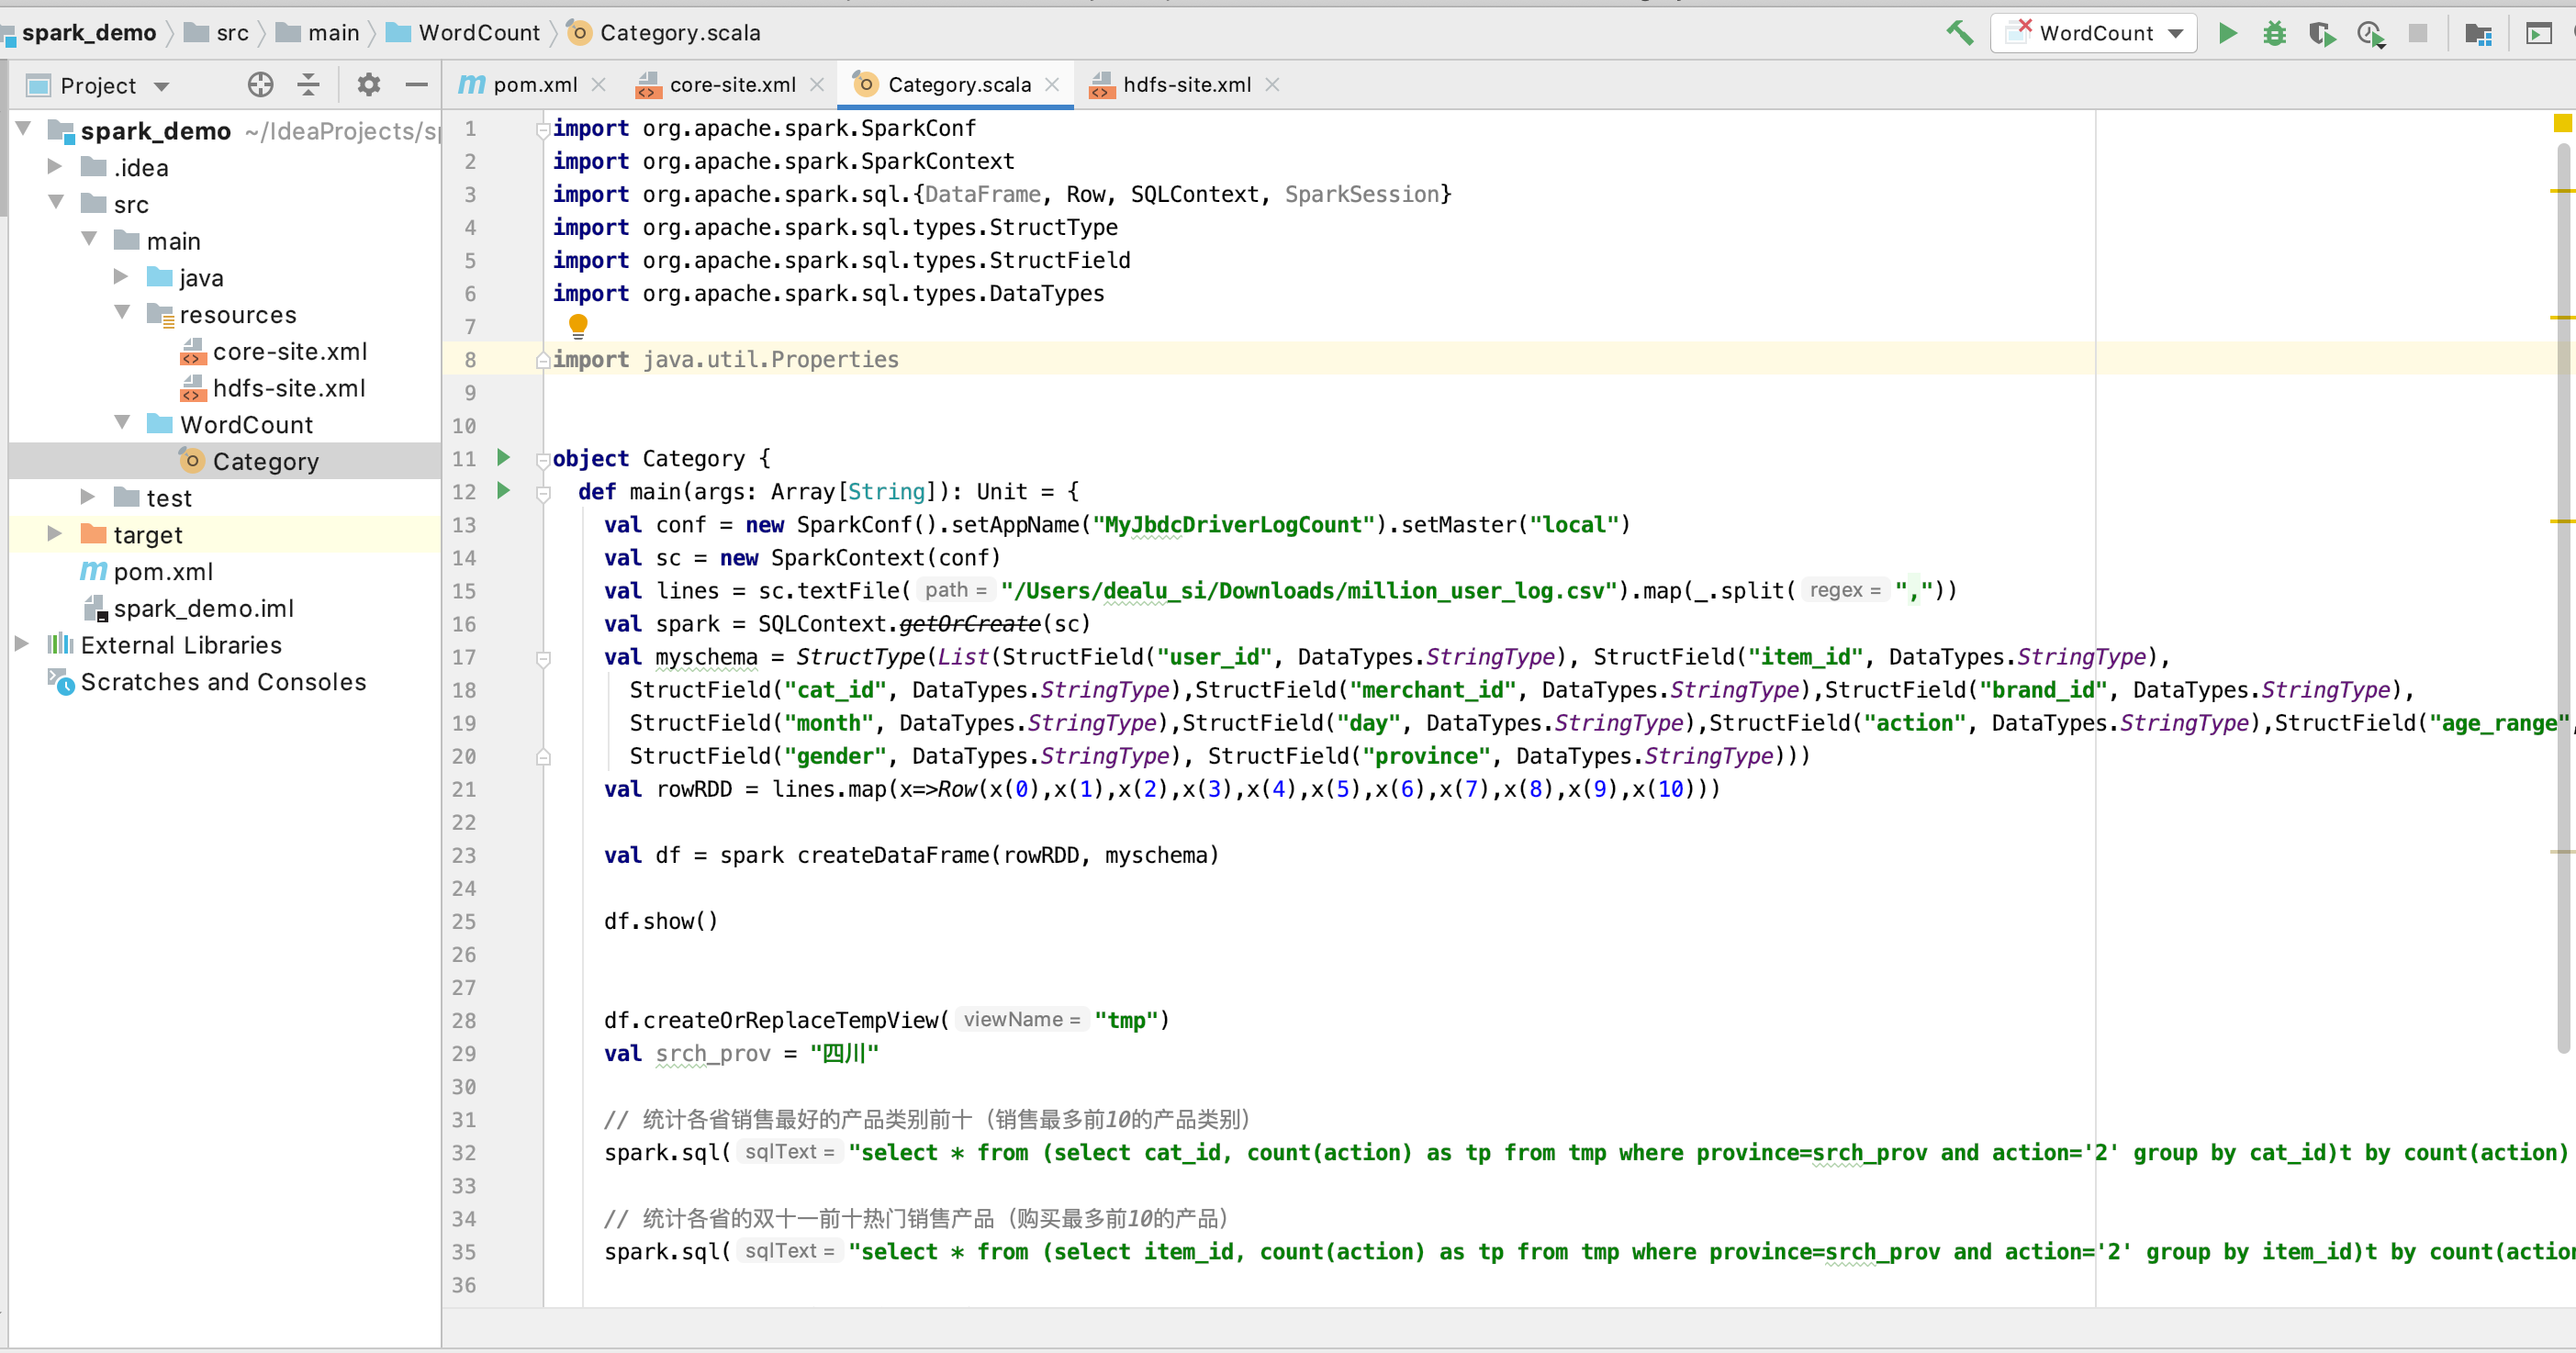 spark_demo src main WordCount Category.scala WordCount
Project pom.xml core-site.xml Category.scala hdfs-site.xml
spark_demo ~/IdeaProjects/s
.idea
src
main
java
resources
core-site.xml
hdfs-site.xml
WordCount
Category
test
target
pom.xml
spark_demo.iml
External Libraries
Scratches and Consoles
1 import org.apache.spark.SparkConf
2 import org.apache.spark.SparkContext
3 import org.apache.spark.sql.{DataFrame, Row, SQLContext, SparkSession}
4 import org.apache.spark.sql.types.StructType
5 import org.apache.spark.sql.types.StructField
6 import org.apache.spark.sql.types.DataTypes
7
8 import java.util.Properties
9
10
11 object Category {
12 def main(args: Array[String]): Unit = {
13 val conf = new SparkConf().setAppName("MyJbdcDriverLogCount").setMaster("local")
14 val sc = new SparkContext(conf)
15 val lines = sc.textFile( path = "/Users/dealu_si/Downloads/million_user_log.csv").map(_.split( regex = ","))
16 val spark = SQLContext.getOrCreate(sc)
17 val myschema = StructType(List(StructField("user_id", DataTypes.StringType), StructField("item_id", DataTypes.StringType),
18 StructField("cat_id", DataTypes.StringType),StructField("merchant_id", DataTypes.StringType),StructField("brand_id", DataTypes.StringType),
19 StructField("month", DataTypes.StringType),StructField("day", DataTypes.StringType),StructField("action", DataTypes.StringType),StructField("age_range",
20 StructField("gender", DataTypes.StringType), StructField("province", DataTypes.StringType)))
21 val rowRDD = lines.map(x=>Row(x(0),x(1),x(2),x(3),x(4),x(5),x(6),x(7),x(8),x(9),x(10)))
22
23 val df = spark createDataFrame(rowRDD, myschema)
24
25 df.show()
26
27
28 df.createOrReplaceTempView( viewName = "tmp")
29 val srch_prov = "四川"
30
31 // 统计各省销售最好的产品类别前十（销售最多前10的产品类别）
32 spark.sql( sqlText = "select * from (select cat_id, count(action) as tp from tmp where province=srch_prov and action='2' group by cat_id)t by count(action)
33
34 // 统计各省的双十一前十热门销售产品（购买最多前10的产品）
35 spark.sql( sqlText = "select * from (select item_id, count(action) as tp from tmp where province=srch_prov and action='2' group by item_id)t by count(actio
36